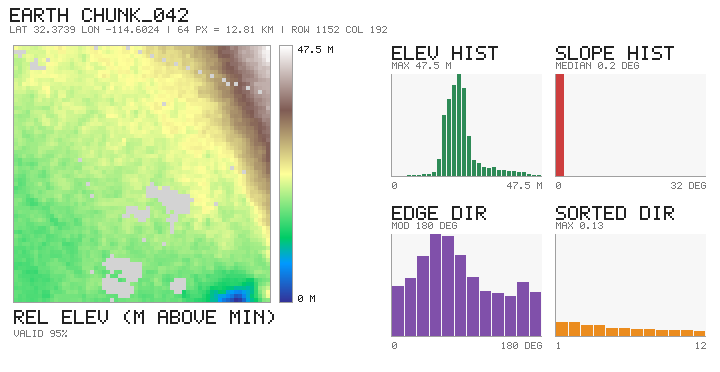 EARTH CHUNK_042
LAT 32.3739 LON -114.6024 | 64 PX = 12.81 KM | ROW 1152 COL 192
47.5 M
0 M
REL ELEV (M ABOVE MIN)
VALID 95%
ELEV HIST
MAX 47.5 M
0 47.5 M
SLOPE HIST
MEDIAN 0.2 DEG
0 32 DEG
EDGE DIR
MOD 180 DEG
0 180 DEG
SORTED DIR
MAX 0.13
1 12